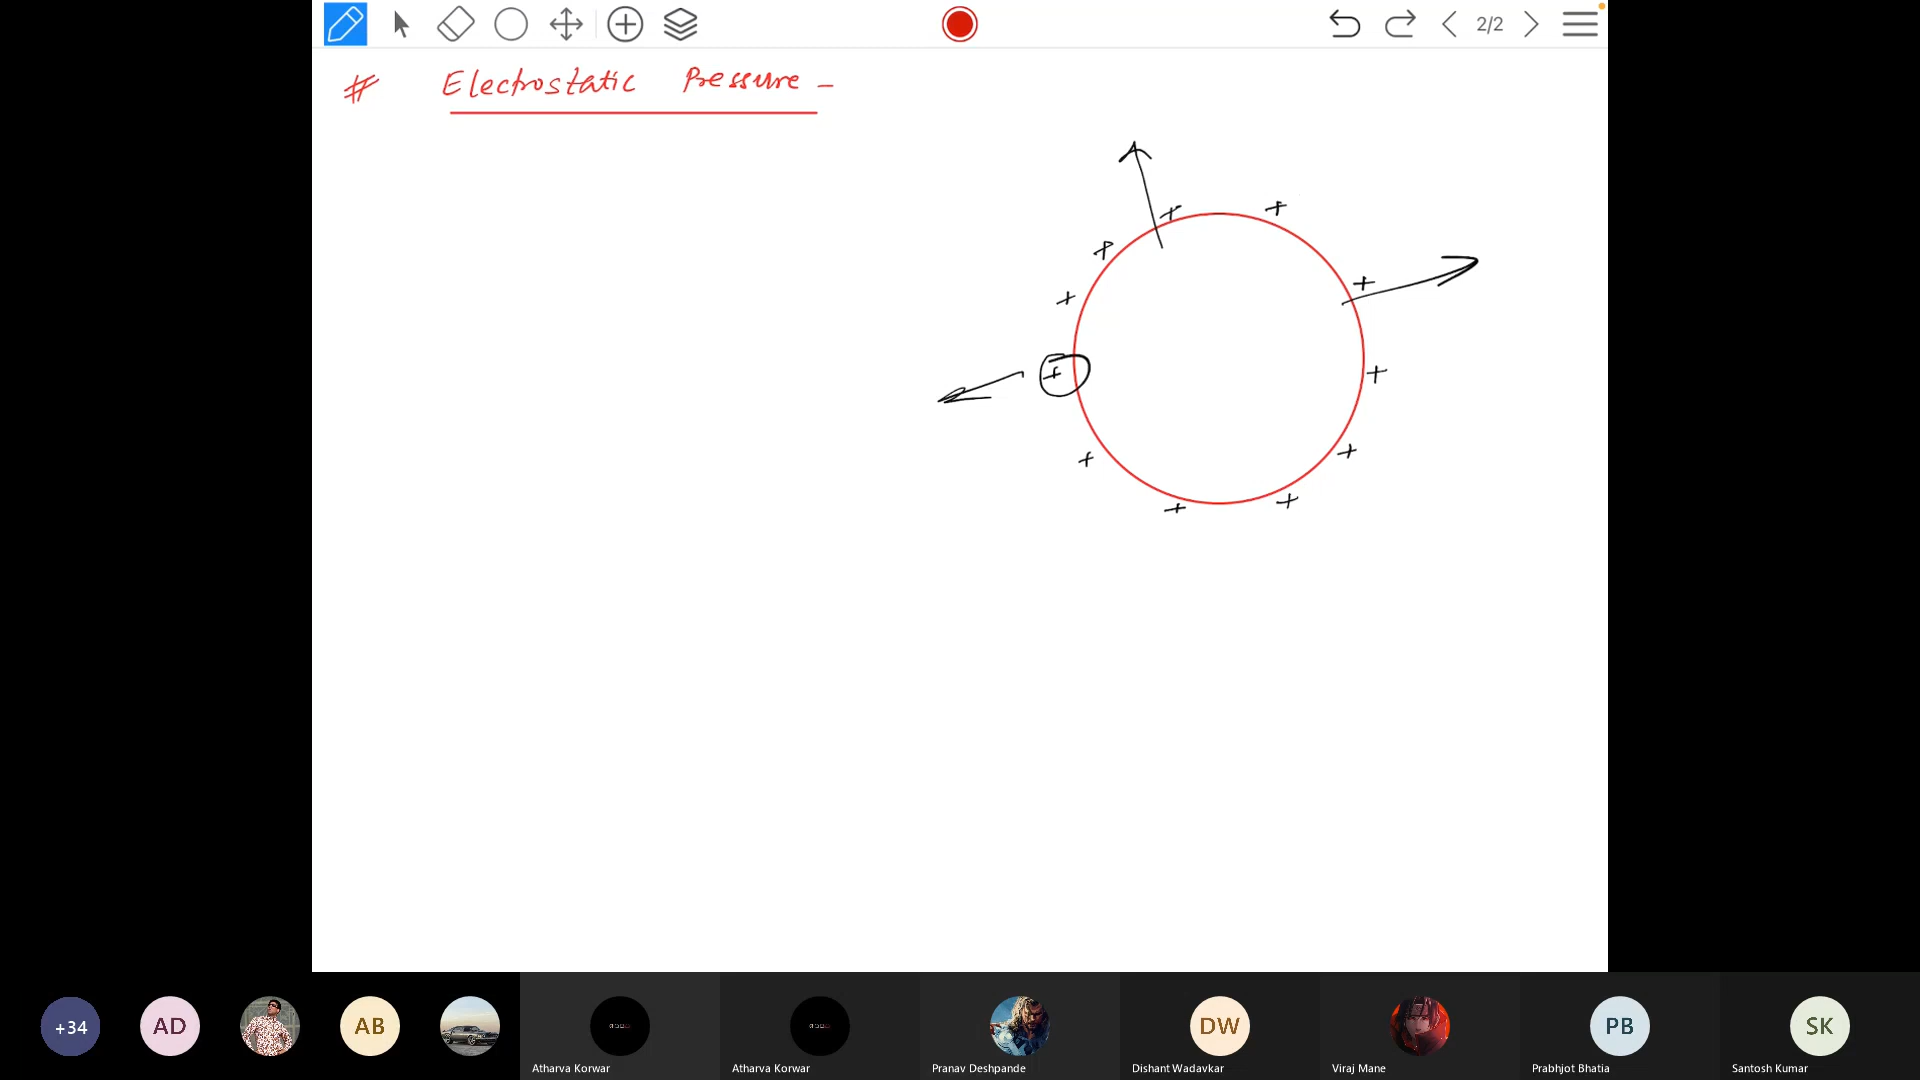 2/2
# Electrostatic Pressure -
+ +
+
+ +
+ +
+ +
+ +
+34 AD AB DW PB SK
Atharva Korwar Atharva Korwar Pranav Deshpande Dishant Wadavkar Viraj Mane Prabhjot Bhatia Santosh Kumar